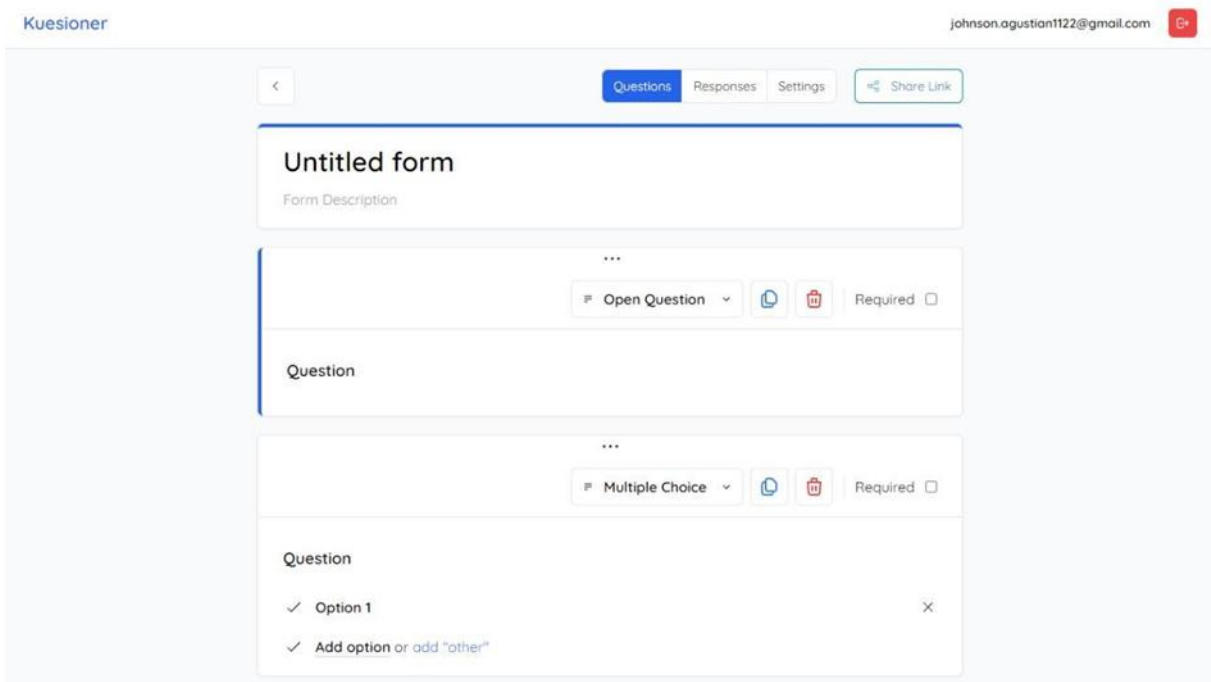 Kuesioner johnson.agustian1122@gmail.com
Questions Responses Settings Share Link
Untitled form
Form Description
Open Question Required
Question
Multiple Choice Required
Question
Option 1
Add option or add "other"